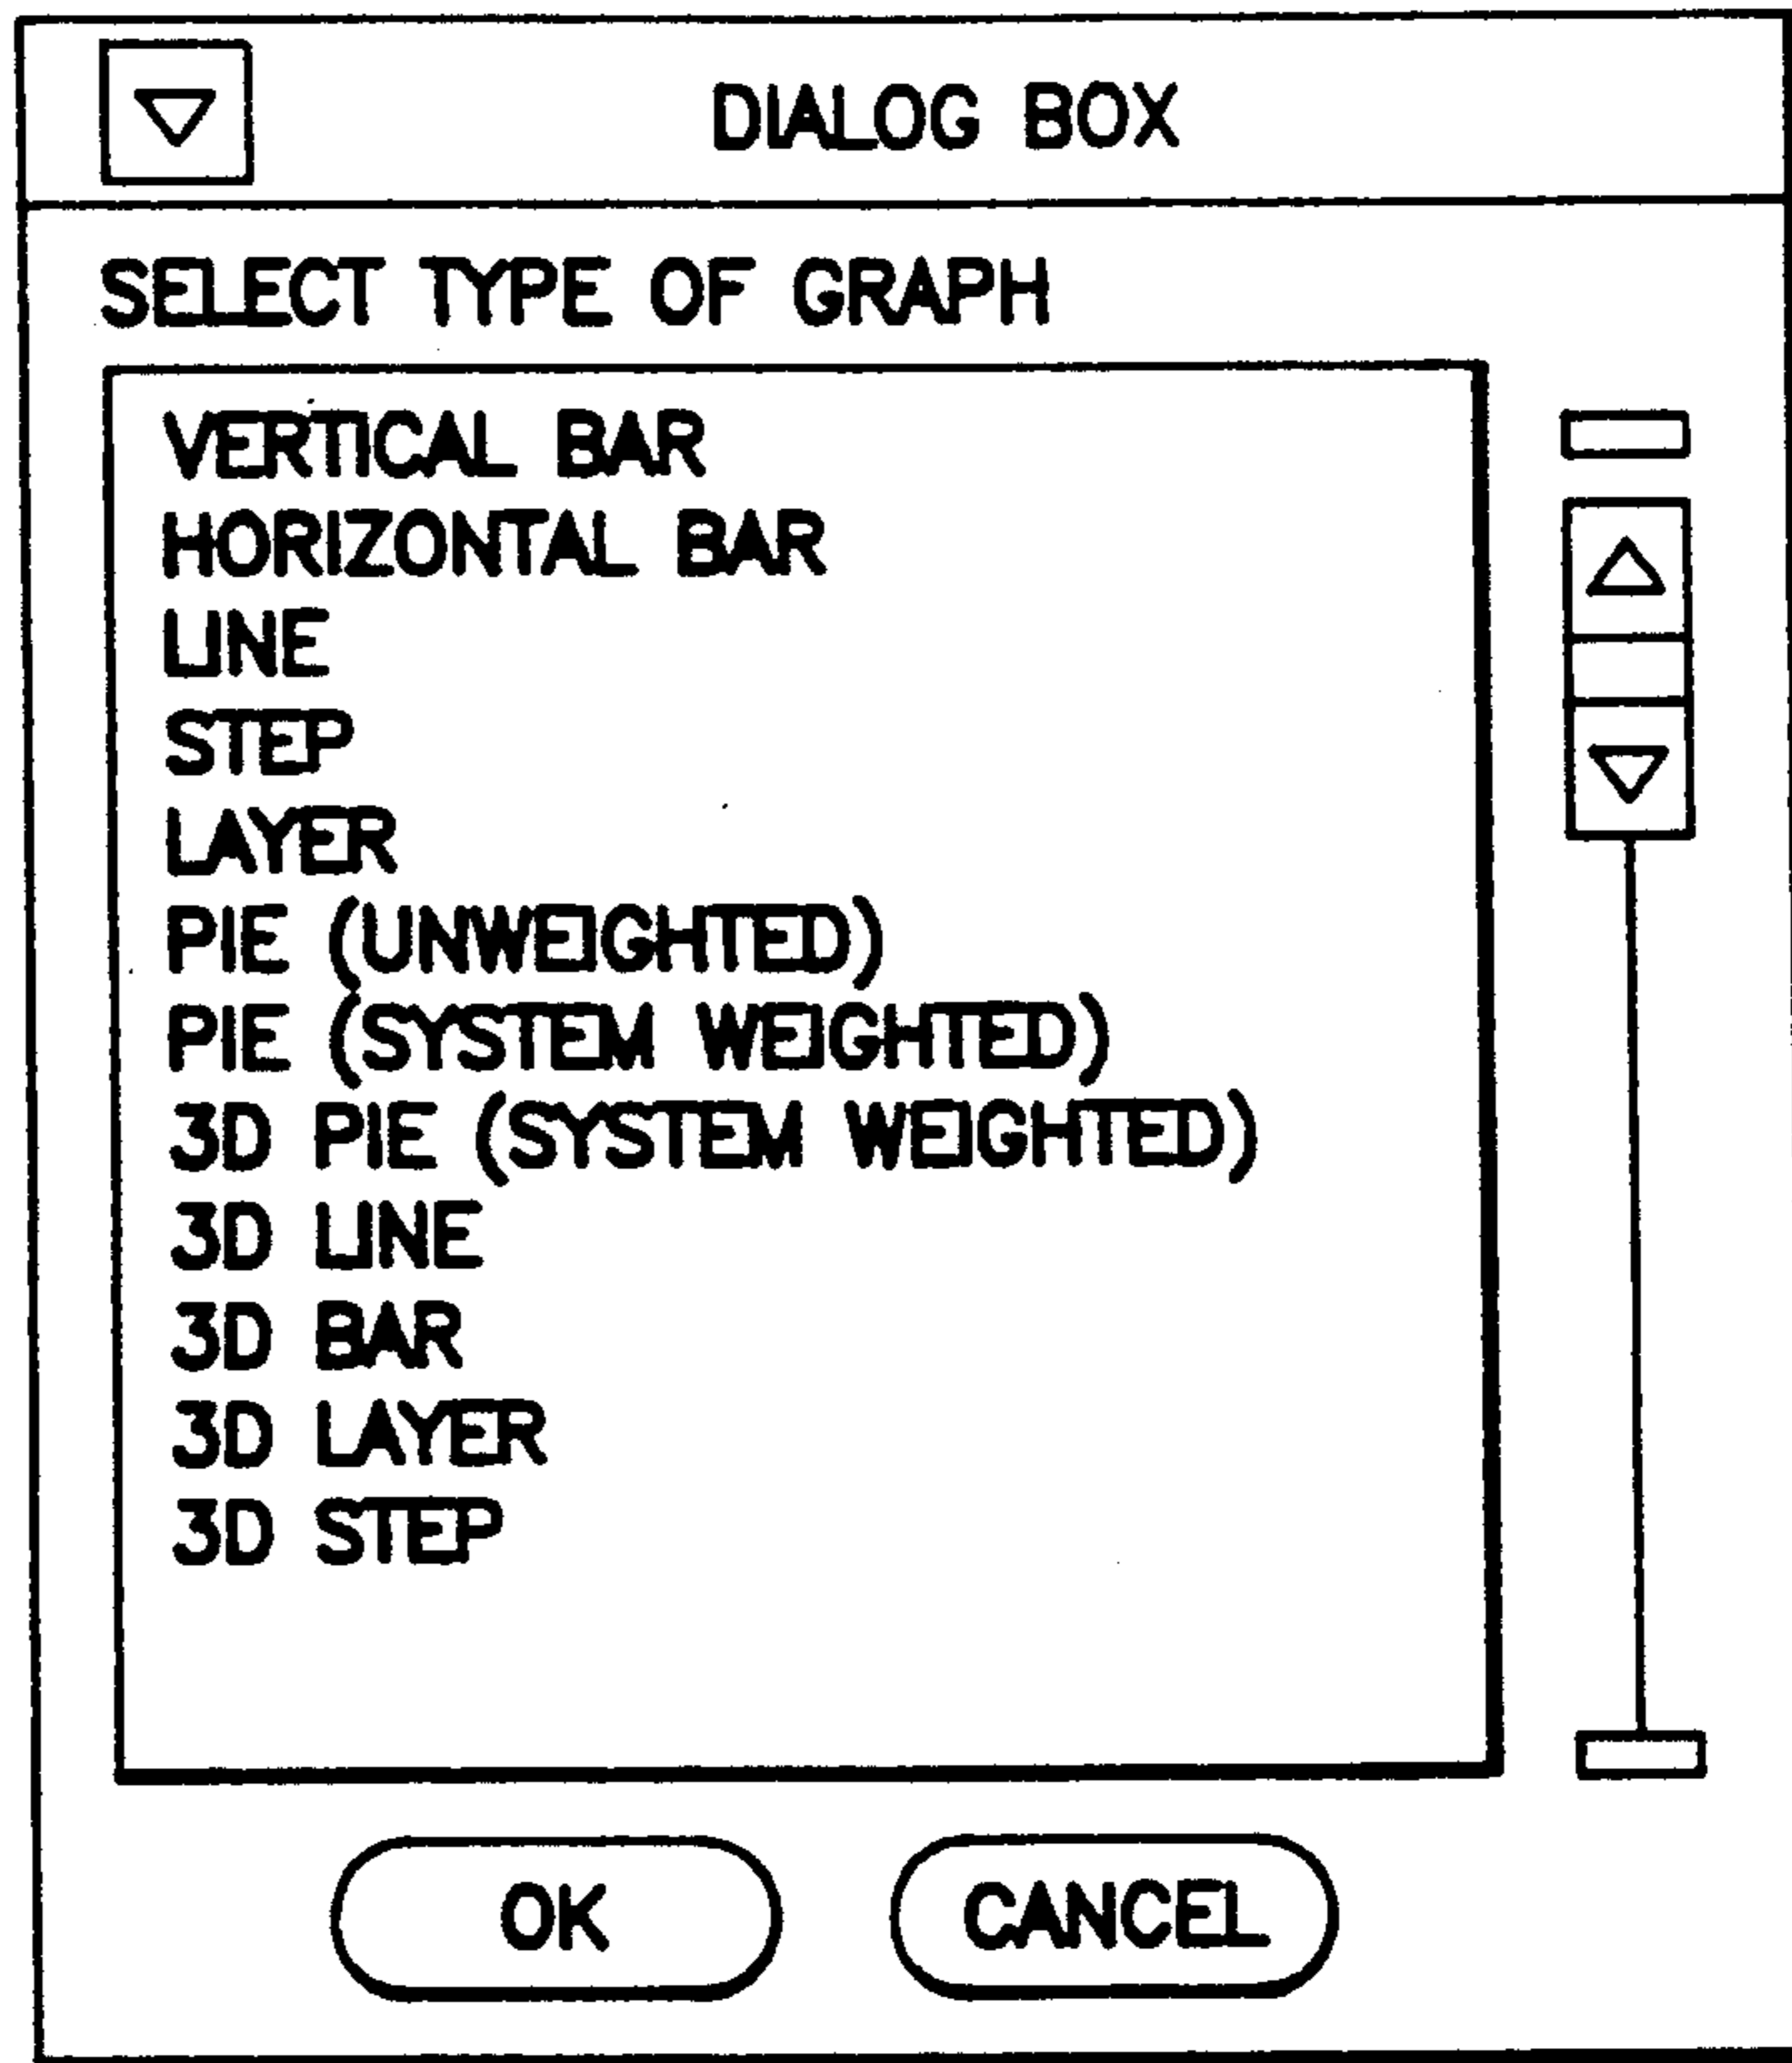 DIALOG BOX
SELECT TYPE OF GRAPH
VERTICAL BAR
HORIZONTAL BAR
LINE
STEP
LAYER
PIE (UNWEIGHTED)
PIE (SYSTEM WEIGHTED)
3D PIE (SYSTEM WEIGHTED)
3D LINE
3D BAR
3D LAYER
3D STEP
OK
CANCEL